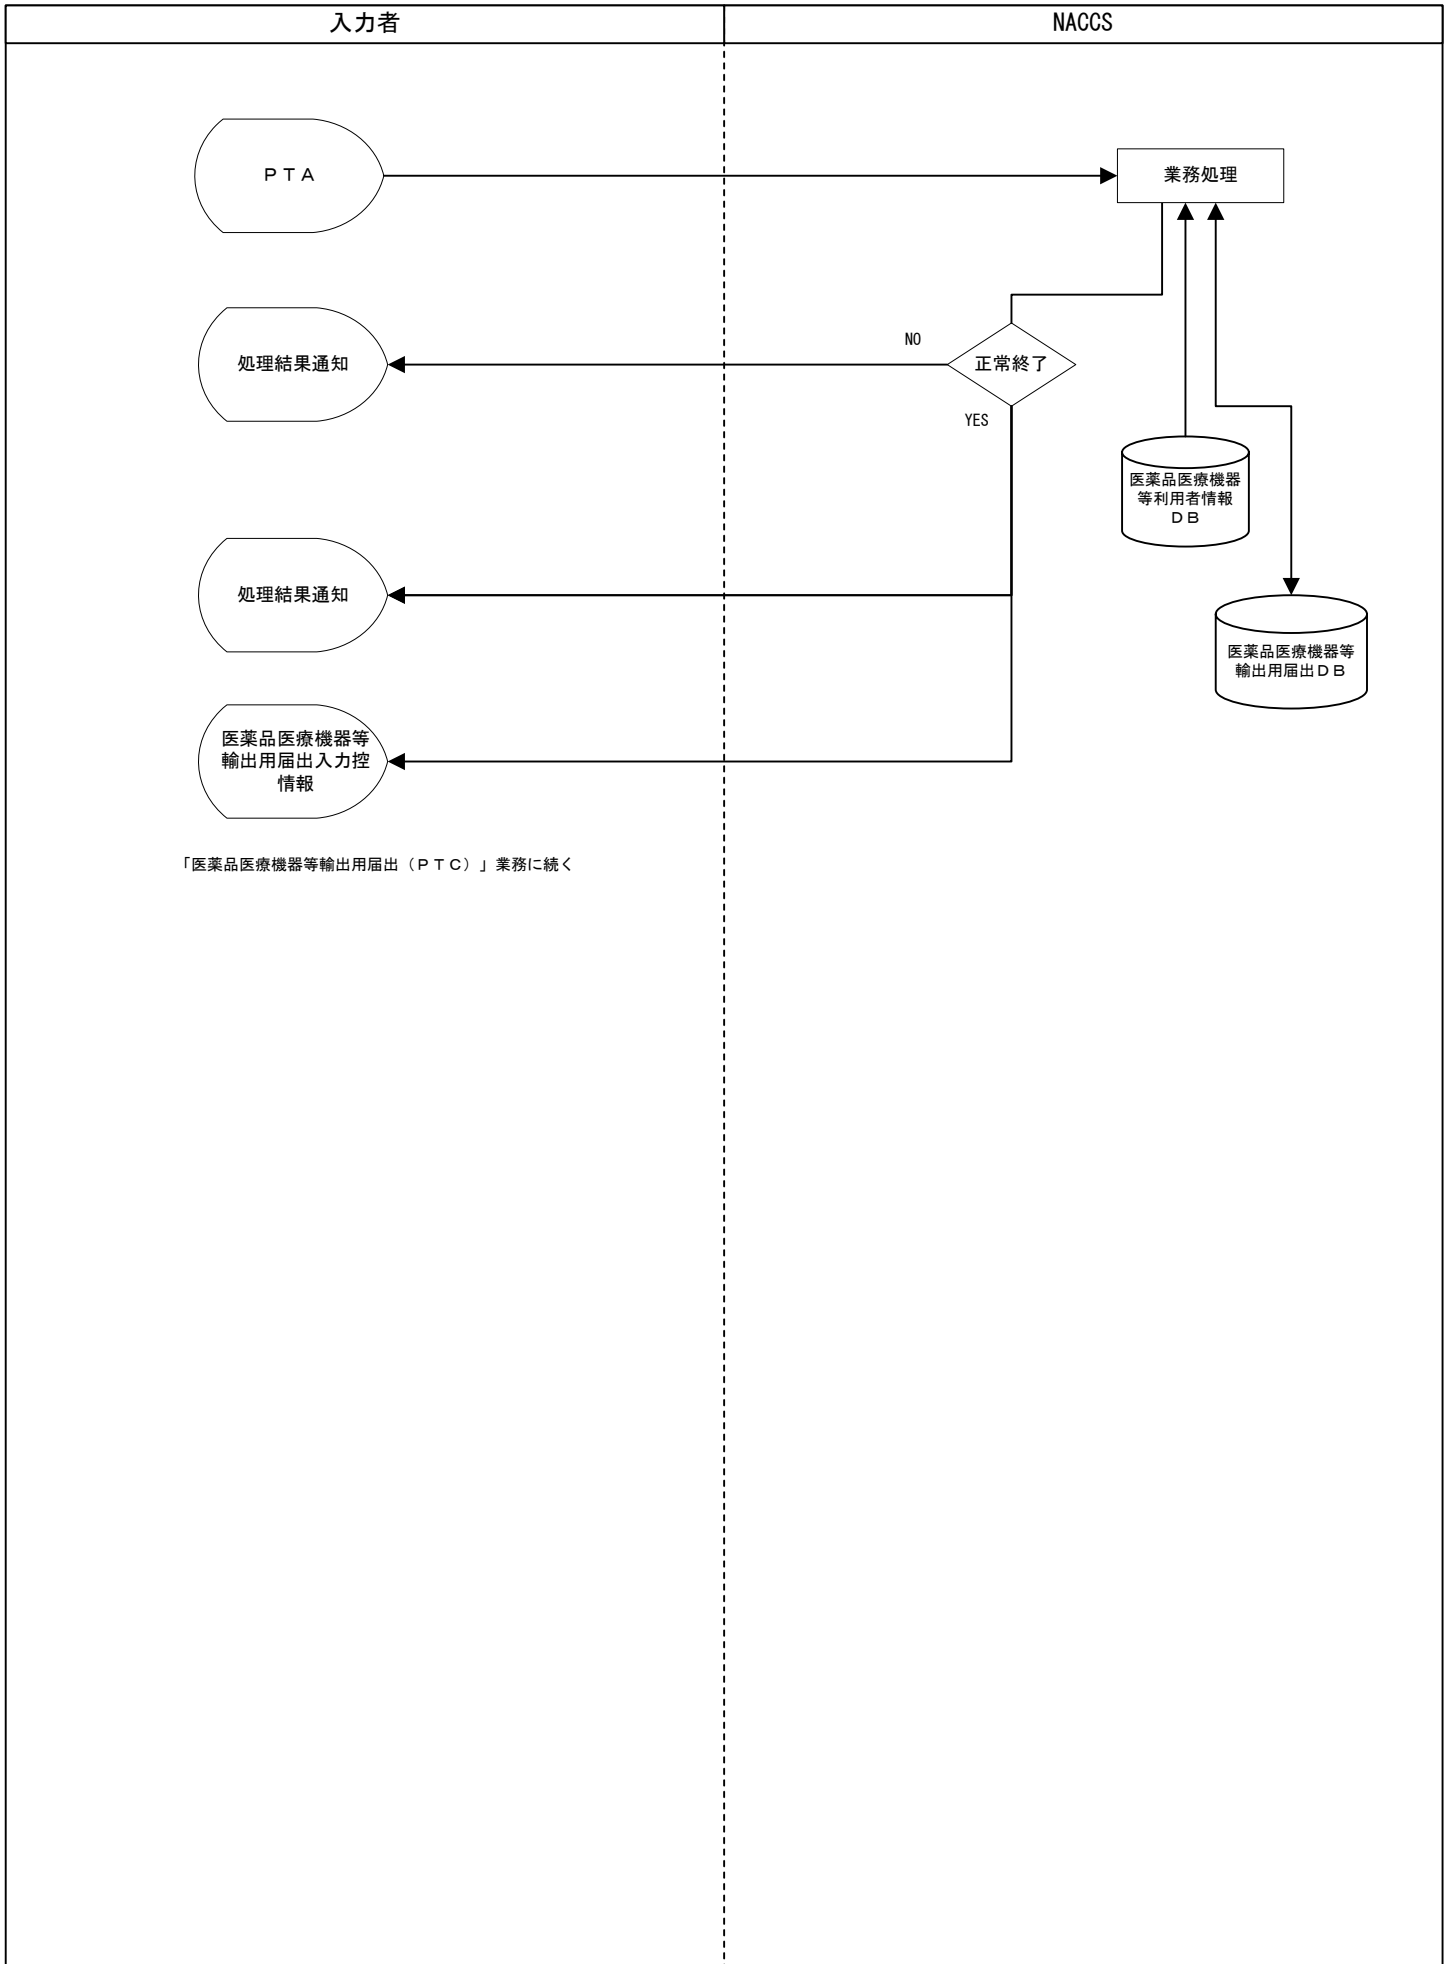 入力者
NACCS
ＰＴＡ
業務処理
処理結果通知
NO
正常終了
YES
医薬品医療機器
等利用者情報
ＤＢ
処理結果通知
医薬品医療機器等
輸出用届出ＤＢ
医薬品医療機器等
輸出用届出入力控
情報
「医薬品医療機器等輸出用届出（ＰＴＣ）」業務に続く